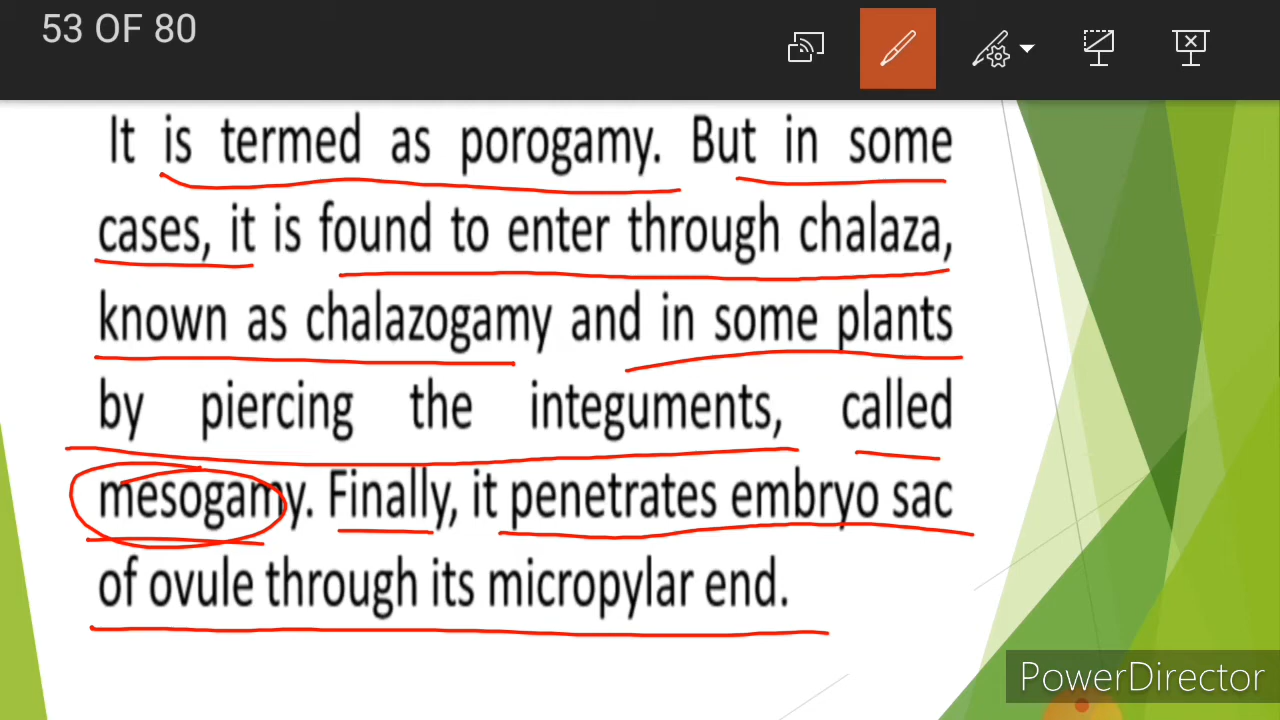 53 OF 80
It is termed as porogamy. But in some
cases, it is found to enter through chalaza,
known as chalazogamy and in some plants
by piercing the integuments, called
mesogamy. Finally, it penetrates embryo sac
of ovule through its micropylar end.
PowerDirector